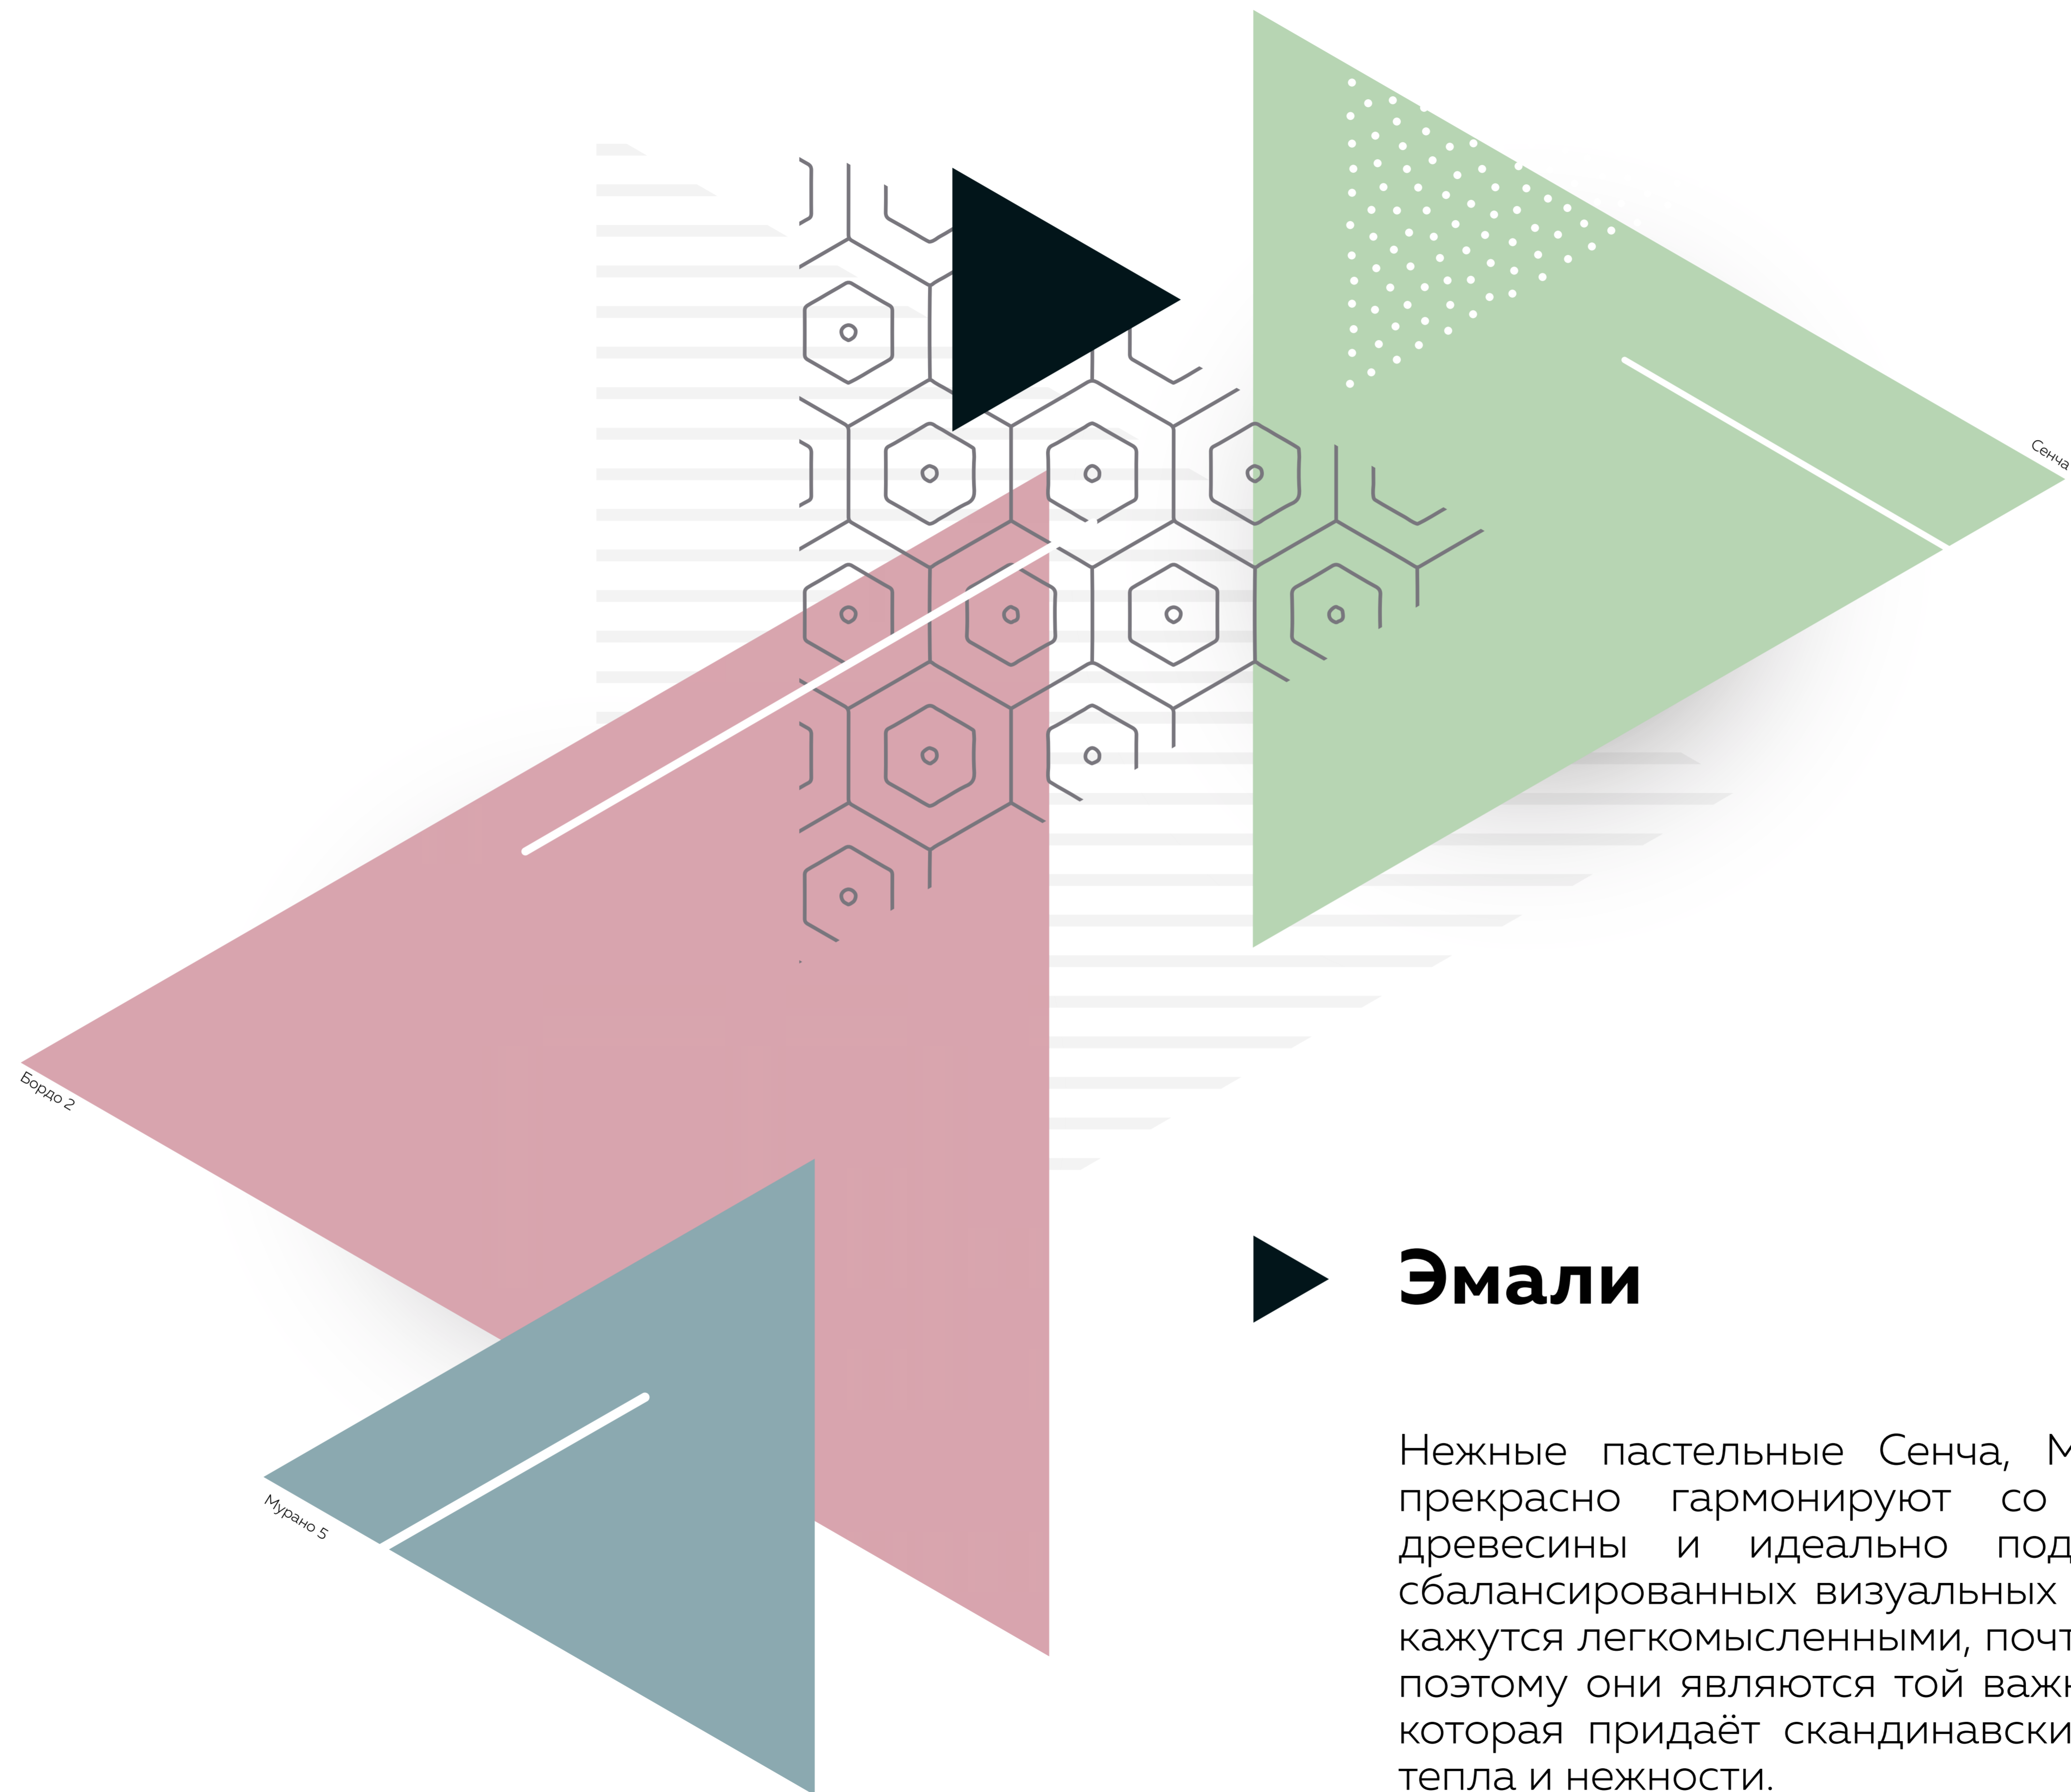 Сенча
Бордо 2
Мурано 5
Эмали
Нежные пастельные Сенча,
прекрасно гармонируют со
древесины и идеально
сбалансированных визуальных
кажутся легкомысленными,
поэтому они являются той
которая придаёт
тепла и нежности.